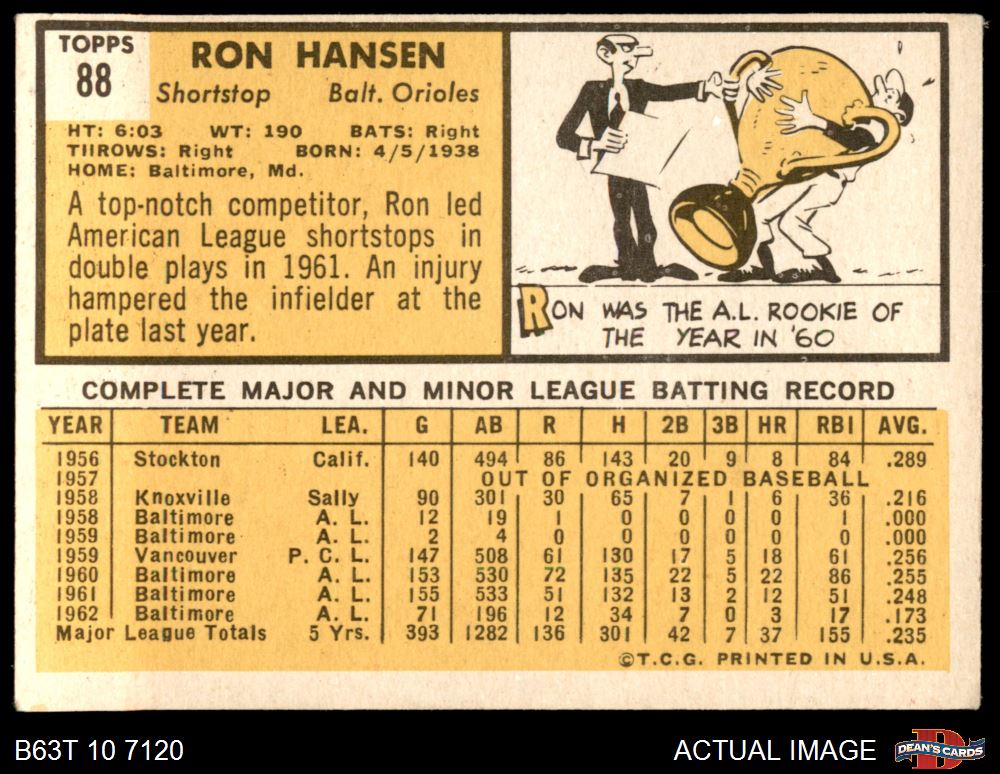 TOPPS
88
RON HANSEN
Shortstop Balt. Orioles
HT: 6:03 WT: 190 BATS: Right
THROWS: Right BORN: 4/5/1938
HOME: Baltimore, Md.
A top-notch competitor, Ron led
American League shortstops in
double plays in 1961. An injury
hampered the infielder at the
plate last year.
RON WAS THE A.L. ROOKIE OF
THE YEAR IN '60
COMPLETE MAJOR AND MINOR LEAGUE BATTING RECORD
YEAR TEAM LEA. G AB R H 2B 3B HR RBI AVG.
1956 Stockton Calif. 140 494 86 143 20 9 8 84 .289
1957 OUT OF ORGANIZED BASEBALL
1958 Knoxville Sally 90 301 30 65 7 1 6 36 .216
1958 Baltimore A. L. 12 19 1 0 0 0 0 1 .000
1959 Baltimore A. L. 2 4 0 0 0 0 0 0 .000
1959 Vancouver P. C. L. 147 508 61 130 17 5 18 61 .256
1960 Baltimore A. L. 153 530 72 135 22 5 22 86 .255
1961 Baltimore A. L. 155 533 51 132 13 2 12 51 .248
1962 Baltimore A. L. 71 196 12 34 7 0 3 17 .173
Major League Totals 5 Yrs. 393 1282 136 301 42 7 37 155 .235
©T.C.G. PRINTED IN U.S.A.
B63T 10 7120
ACTUAL IMAGE
D
DEAN'S CARDS